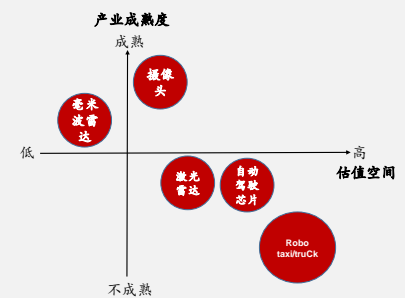 产业成熟度
成熟
摄像
头
毫米
波雷
达
低
高
估值空间
激光
雷达
自动
驾驶
芯片
Robo
taxi/truCk
不成熟